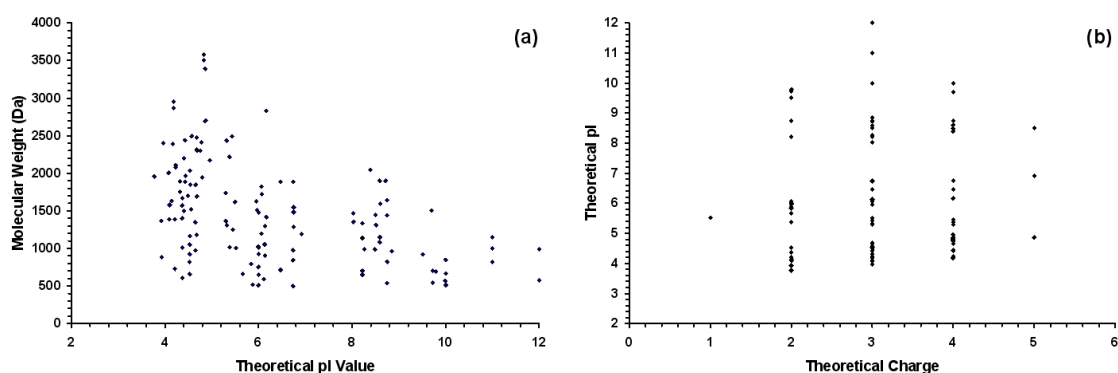 (a)
Molecular Weight (Da)
4000
3500
3000
2500
2000
1500
1000
500
0
2 4 6 8 10 12
Theoretical pI Value
(b)
Theoretical pI
12
11
10
9
8
7
6
5
4
3
2
0 1 2 3 4 5 6
Theoretical Charge